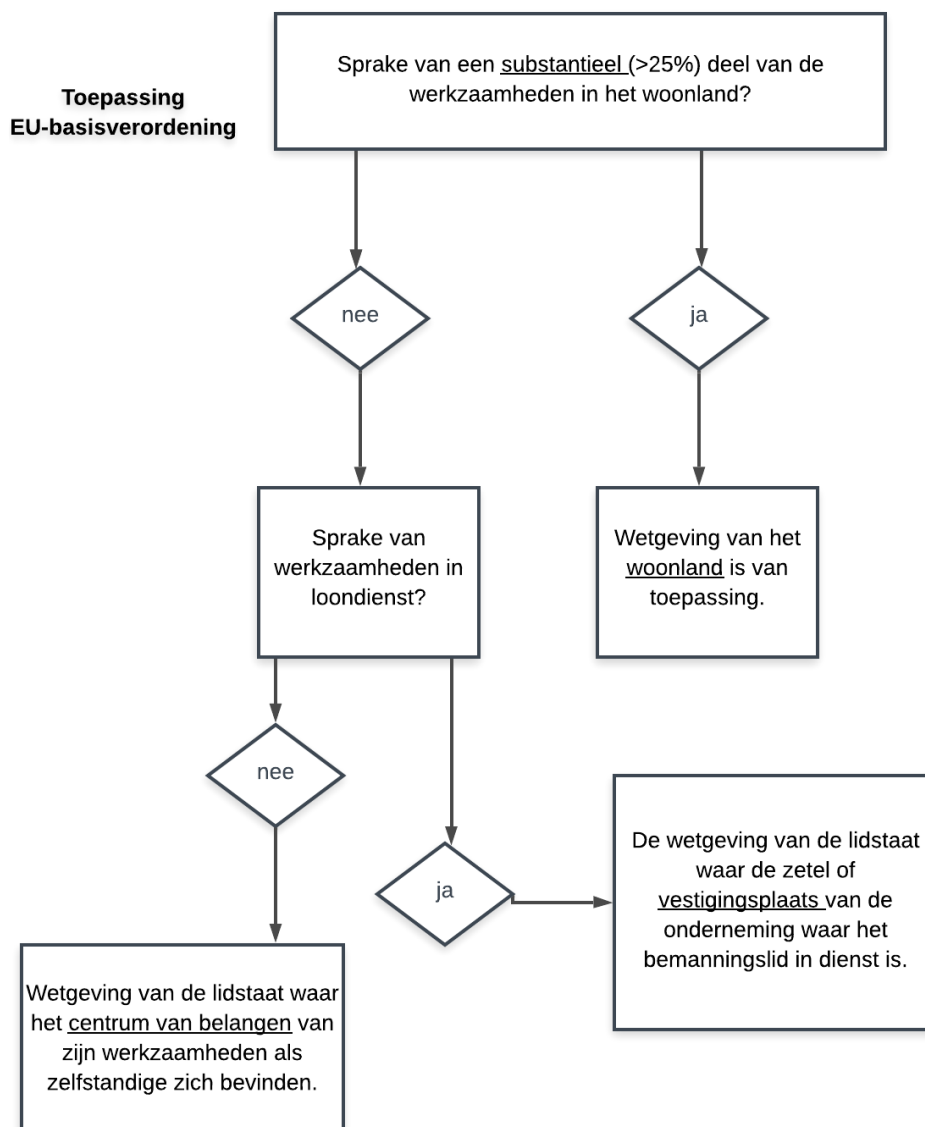 Toepassing
EU-basisverordening
Sprake van een substantieel (>25%) deel van de
werkzaamheden in het woonland?
nee
ja
Sprake van
werkzaamheden in
loondienst?
Wetgeving van het
woonland is van
toepassing.
nee
ja
De wetgeving van de lidstaat
waar de zetel of
vestigingsplaats van de
onderneming waar het
bemanningslid in dienst is.
Wetgeving van de lidstaat waar
het centrum van belangen van
zijn werkzaamheden als
zelfstandige zich bevinden.